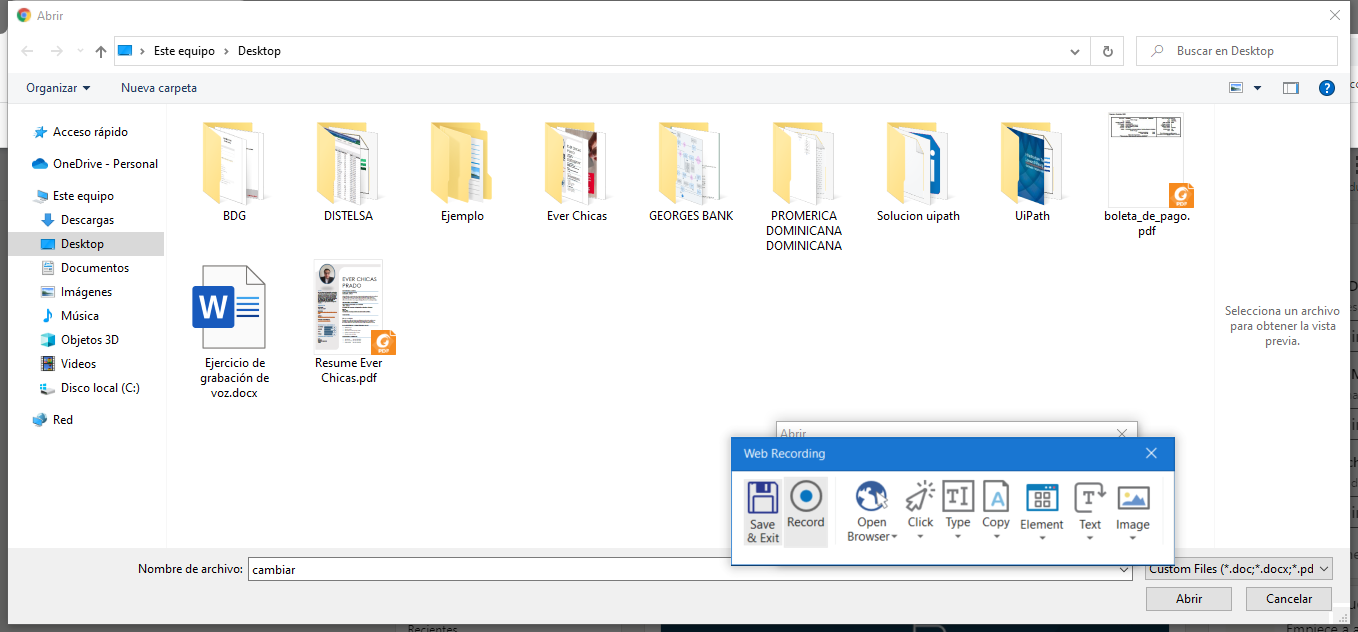 Abrir
Este equipo > Desktop
Buscar en Desktop
Organizar
Nueva carpeta
?
Acceso rápido
OneDrive - Personal
Este equipo
Descargas
Desktop
Documentos
Imágenes
Música
Objetos 3D
Videos
Disco local (C:)
Red
BDG
DISTELSA
Ejemplo
Ever Chicas
GEORGES BANK
PROMERICA
DOMINICANA
DOMINICANA
Solucion uipath
UiPath
PDF
boleta_de_pago.
pdf
W
Ejercicio de
grabación de
voz.docx
EVER CHICAS
PRADO
PDF
Resume Ever
Chicas.pdf
Selecciona un archivo
para obtener la vista
previa.
Abrir
Web Recording
Save
& Exit
Record
Open
Browser
Click
Type
Copy
Element
Text
Image
Nombre de archivo:
cambiar
Custom Files (*.doc;*.docx;*.pd
Abrir
Cancelar
Recientes